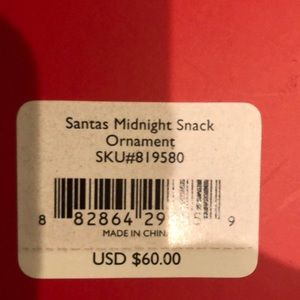 Santas Midnight Snack
Ornament
SKU#819580
8 82864 29 9
MADE IN CHINA
USD $60.00